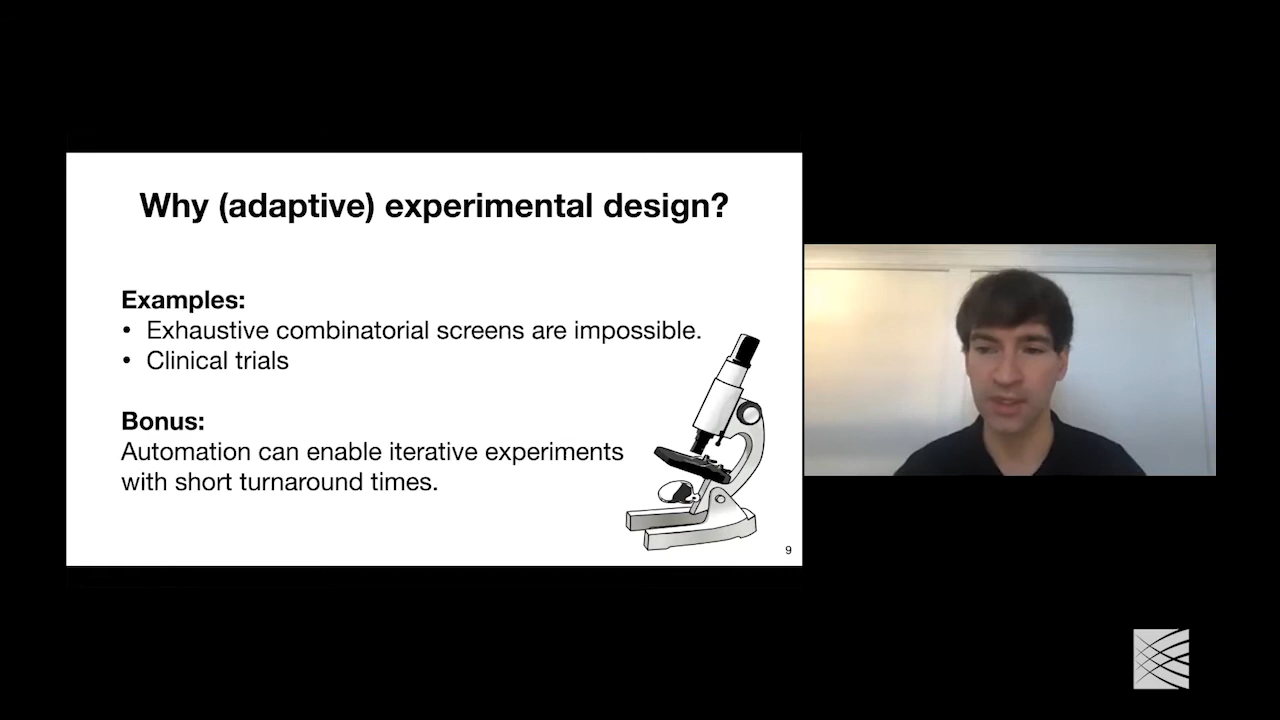 Why (adaptive) experimental design?
Examples:
• Exhaustive combinatorial screens are impossible.
• Clinical trials
Bonus:
Automation can enable iterative experiments
with short turnaround times.
9